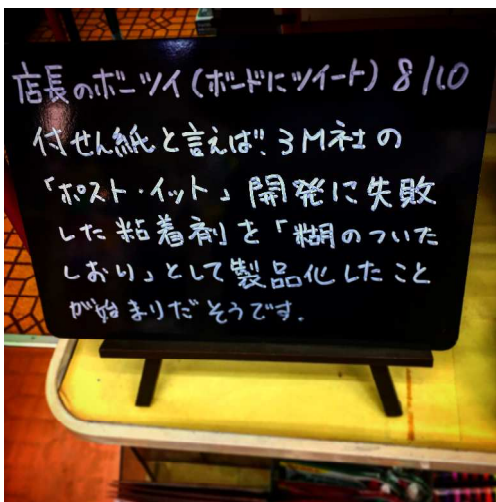 店長のボーツイ(ボードにツイート) 8/10
付せん紙と言えば、3M社の
「ポスト・イット」開発に失敗
した粘着剤を「糊のついた
しおり」として製品化したこと
が始まりだそうです.